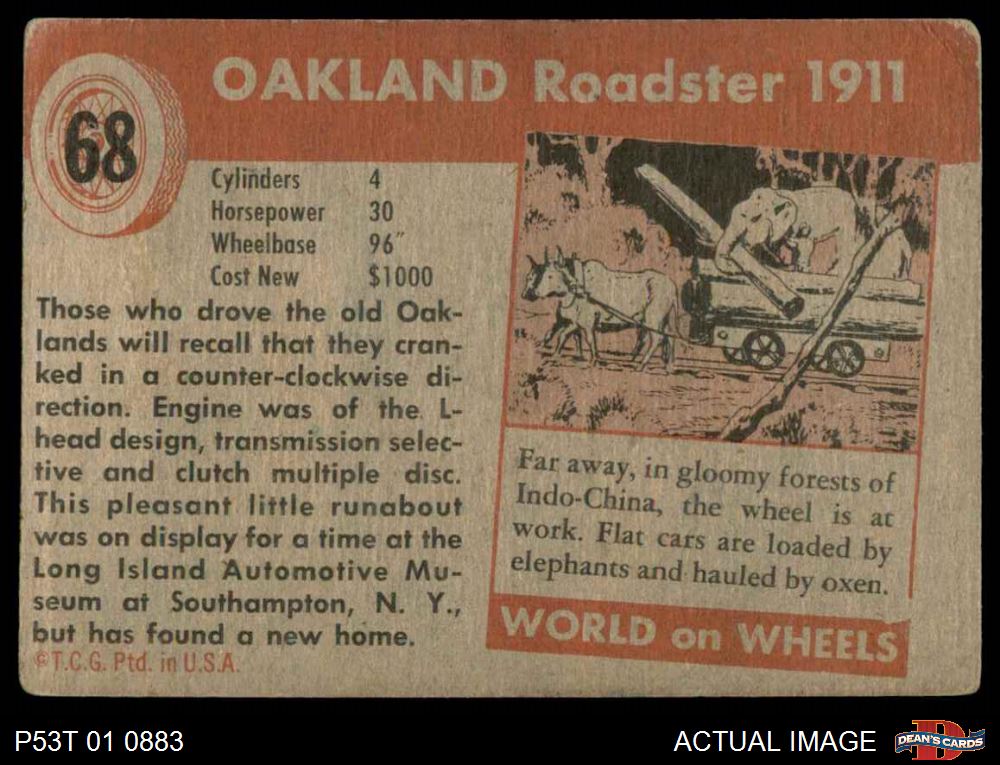 OAKLAND Roadster 1911
68
Cylinders 4
Horsepower 30
Wheelbase 96"
Cost New $1000
Those who drove the old Oak-
lands will recall that they cran-
ked in a counter-clockwise di-
rection. Engine was of the L-
head design, transmission selec-
tive and clutch multiple disc.
This pleasant little runabout
was on display for a time at the
Long Island Automotive Mu-
seum at Southampton, N. Y.,
but has found a new home.
©T.C.G. Ptd. in U.S.A.
Far away, in gloomy forests of
Indo-China, the wheel is at
work. Flat cars are loaded by
elephants and hauled by oxen.
WORLD on WHEELS
P53T 01 0883
ACTUAL IMAGE
DEAN'S CARDS